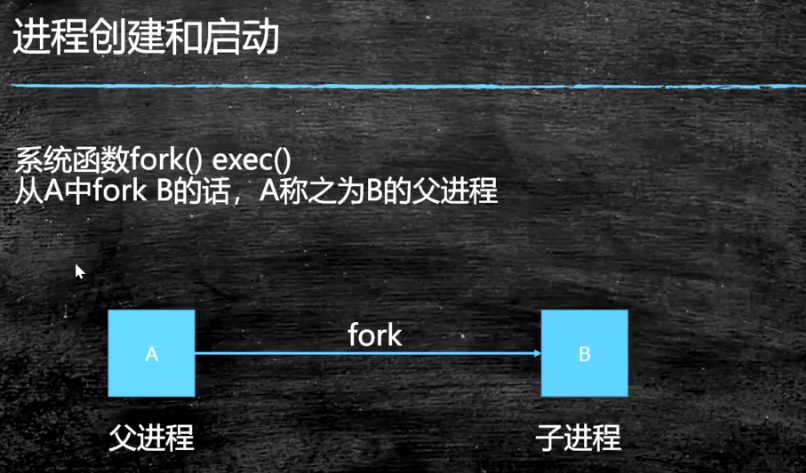 进程创建和启动
系统函数fork() exec()
从A中fork B的话，A称之为B的父进程
fork
A
B
父进程
子进程